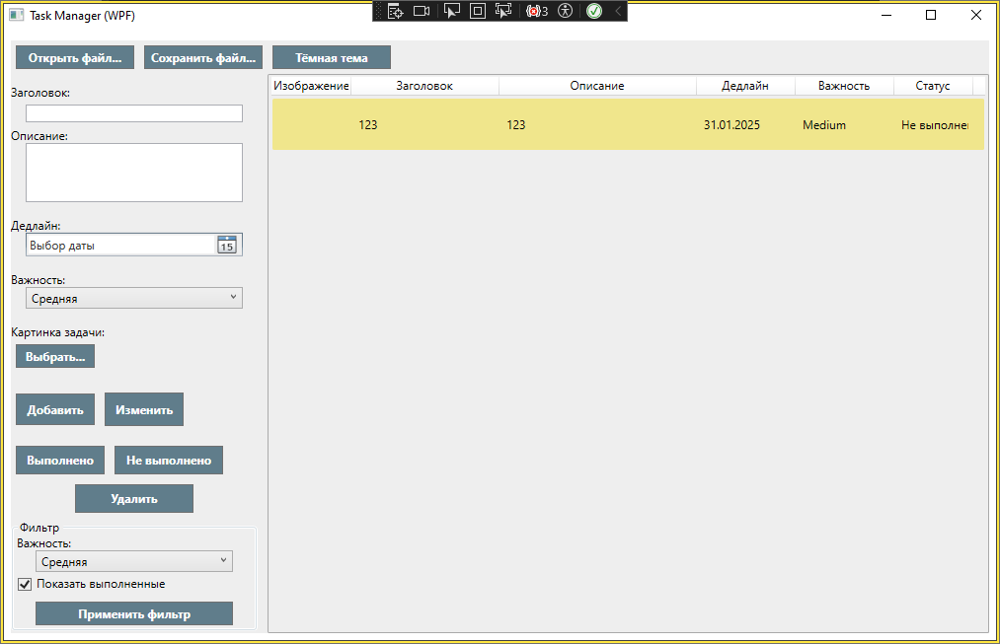 Task Manager (WPF)
3
Открыть файл...
Сохранить файл...
Тёмная тема
Заголовок:
Описание:
Дедлайн:
Выбор даты
15
Важность:
Средняя
Картинка задачи:
Выбрать...
Добавить
Изменить
Выполнено
Не выполнено
Удалить
Фильтр
Важность:
Средняя
Показать выполненные
Применить фильтр
Изображение Заголовок Описание Дедлайн Важность Статус
123 123 31.01.2025 Medium Не выполнен